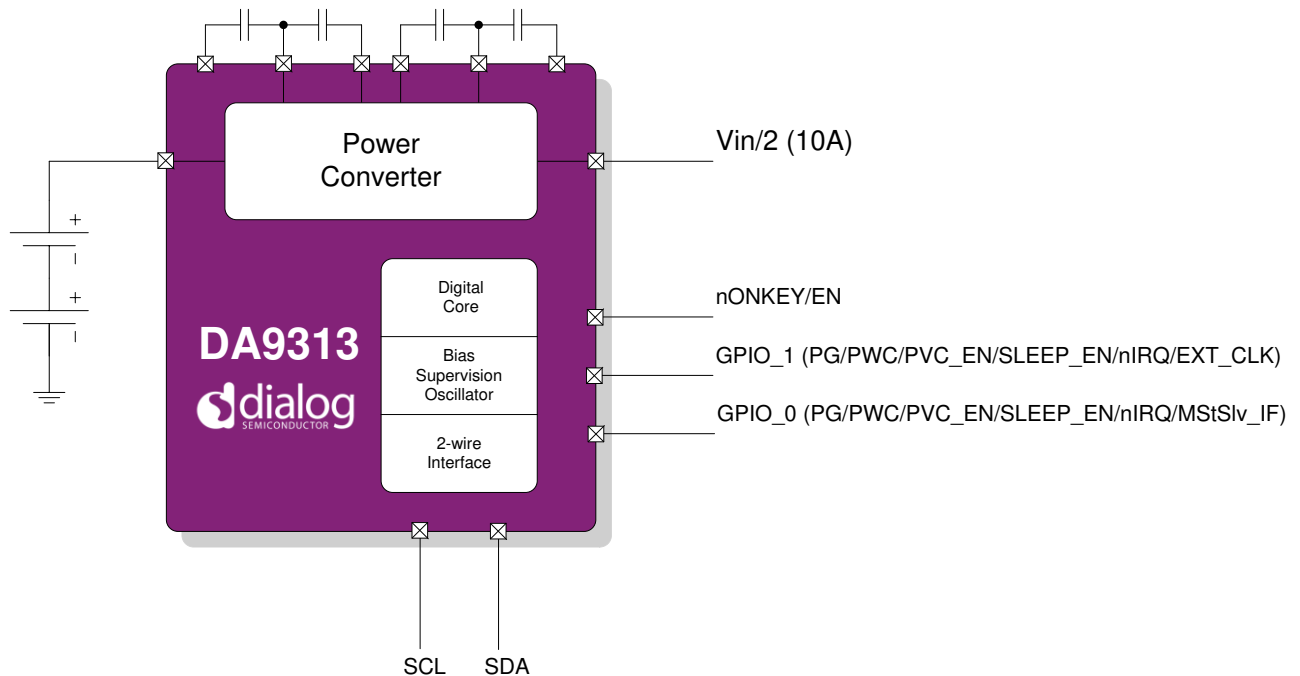 Power
Converter
Vin/2 (10A)
+
–
+
–
DA9313
dialog
SEMICONDUCTOR
Digital
Core
Bias
Supervision
Oscillator
2-wire
Interface
nONKEY/EN
GPIO_1 (PG/PWC/PVC_EN/SLEEP_EN/nIRQ/EXT_CLK)
GPIO_0 (PG/PWC/PVC_EN/SLEEP_EN/nIRQ/MStSlv_IF)
SCL
SDA